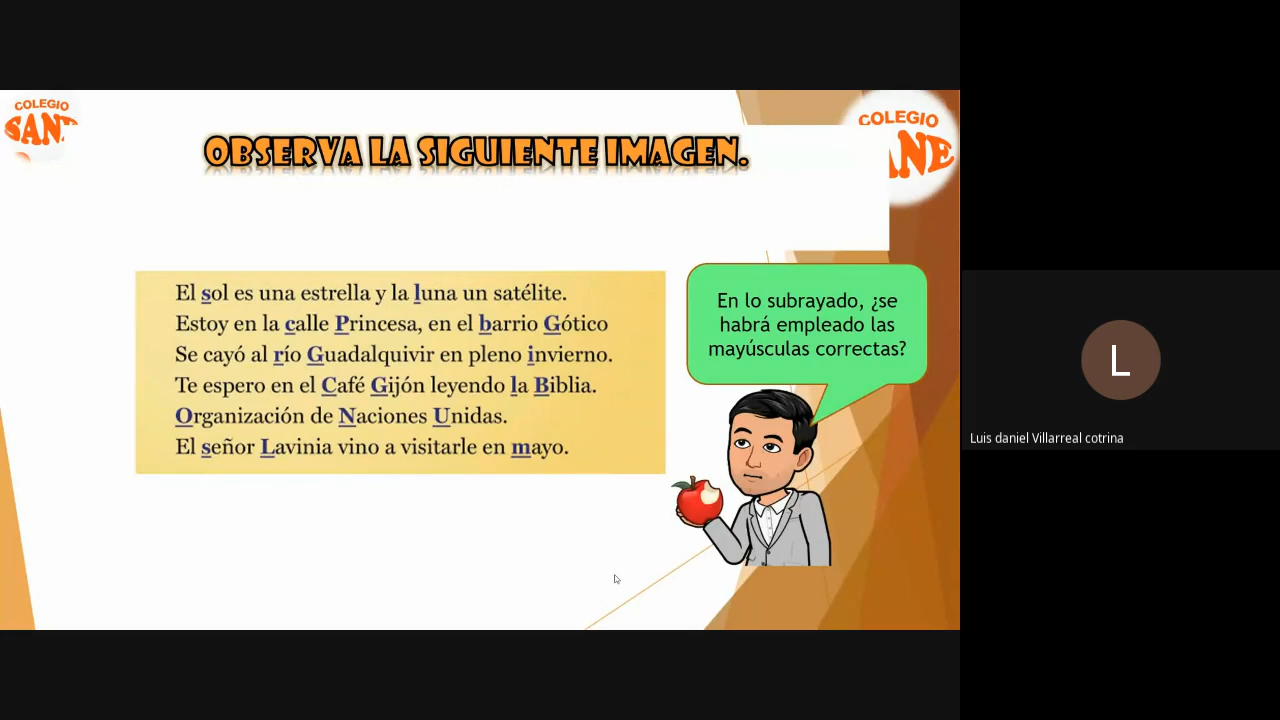 COLEGIO
SAN
COLEGIO
ANE
OBSERVA LA SIGUIENTE IMAGEN.
El sol es una estrella y la luna un satélite.
Estoy en la calle Princesa, en el barrio Gótico
Se cayó al río Guadalquivir en pleno invierno.
Te espero en el Café Gijón leyendo la Biblia.
Organización de Naciones Unidas.
El señor Lavinia vino a visitarle en mayo.
En lo subrayado, ¿se
habrá empleado las
mayúsculas correctas?
L
Luis daniel Villarreal cotrina